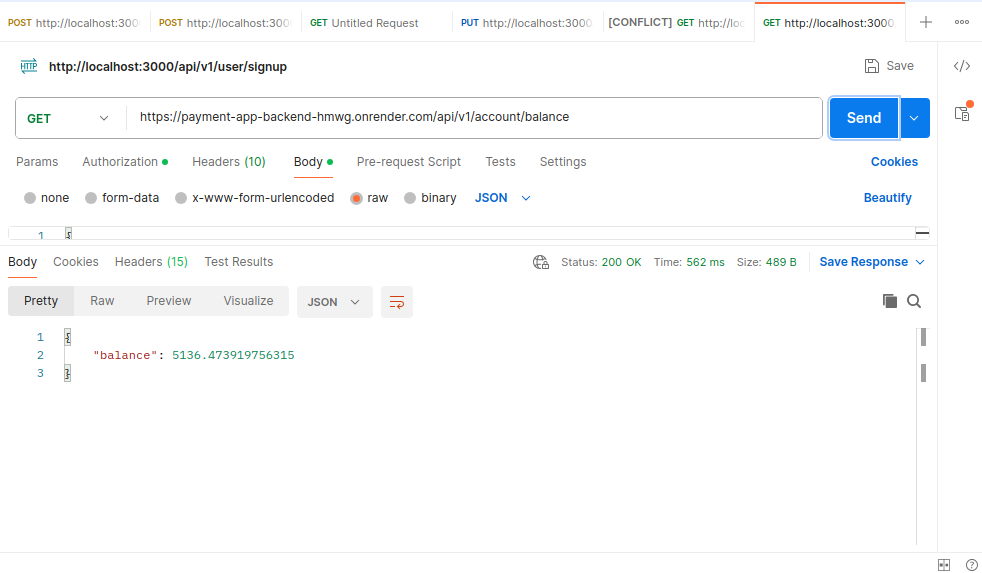 POST http://localhost:300 POST http://localhost:300 GET Untitled Request PUT http://localhost:3000 [CONFLICT] GET http://loc GET http://localhost:3000
HTTP http://localhost:3000/api/v1/user/signup Save </>
GET https://payment-app-backend-hmwg.onrender.com/api/v1/account/balance Send
Params Authorization Headers (10) Body Pre-request Script Tests Settings Cookies
none form-data x-www-form-urlencoded raw binary JSON Beautify
1 {
Body Cookies Headers (15) Test Results Status: 200 OK Time: 562 ms Size: 489 B Save Response
Pretty Raw Preview Visualize JSON
1 {
2 "balance": 5136.473919756315
3 }